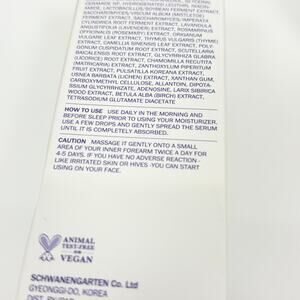 CERAMIDE NP, HYDROGENATED LECITHIN, NIACIN-
AMIDE, LACTOBACILLUS/SOYBEAN FERMENT EXTRACT,
SACCHAROMYCES/VISCUM ALBUM (MISTLETOE)
FERMENT EXTRACT, SACCHAROMYCES/IMPERATA
CYLINDRICA ROOT FERMENT EXTRACT, LAVANDULA
ANGUSTIFOLIA (LAVENDER) EXTRACT, ROSMARINUS
OFFICINALIS (ROSEMARY) EXTRACT, ORIGANUM
VULGARE LEAF EXTRACT, THYMUS VULGARIS (THYME)
EXTRACT, CAMELLIA SINENSIS LEAF EXTRACT, POLY-
GONUM CUSPIDATUM ROOT EXTRACT, SCUTELLARIA
BAICALENSIS ROOT EXTRACT, GLYCYRRHIZA GLABRA
(LICORICE) ROOT EXTRACT, CHAMOMILLA RECUTITA
(MATRICARIA) EXTRACT, ZANTHOXYLUM PIPERITUM
FRUIT EXTRACT, PULSATILLA KOREANA EXTRACT,
USNEA BARBATA (LICHEN) EXTRACT, XANTHAN GUM,
CARBOXYMETHYL CELLULOSE, ALLANTOIN, DIPOTA-
SSIUM GLYCYRRHIZATE, ADENOSINE, LARIX SIBIRICA
WOOD EXTRACT, BETULA ALBA (BIRCH) EXTRACT,
TETRASODIUM GLUTAMATE DIACETATE
HOW TO USE USE DAILY IN THE MORNING AND
BEFORE SLEEP PRIOR TO USING YOUR MOISTURIZER.
USE A FEW DROPS AND GENTLY SPREAD THE SERUM
UNTIL IT IS COMPLETELY ABSORBED.
CAUTION MASSAGE IT GENTLY ONTO A SMALL
AREA OF YOUR INNER FOREARM TWICE A DAY FOR
4-5 DAYS. IF YOU HAVE NO ADVERSE REACTION -
LIKE IRRITATED SKIN OR HIVES -YOU CAN START
USING ON YOUR FACE.
ANIMAL
TEST-FREE
VEGAN
SCHWANENGARTEN Co. Ltd
GYEONGGI-DO, KOREA